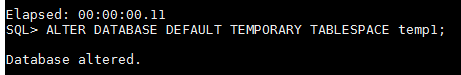 Elapsed: 00:00:00.11
SQL> ALTER DATABASE DEFAULT TEMPORARY TABLESPACE temp1;
Database altered.